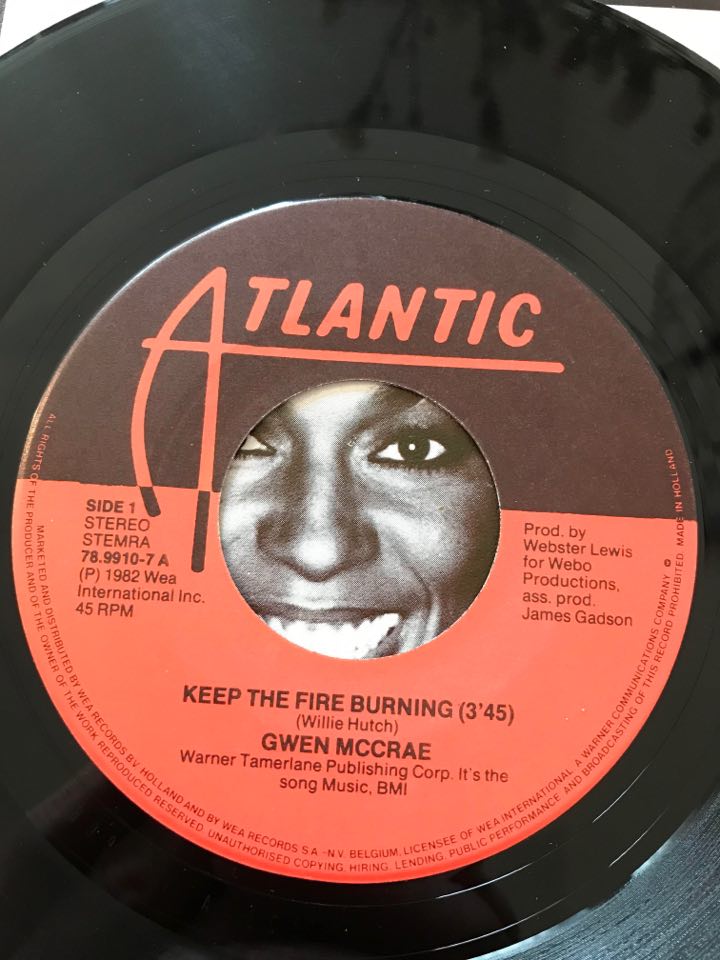 ATLANTIC
SIDE 1
STEREO
STEMRA
78.9910-7 A
(P) 1982 Wea
International Inc.
45 RPM
Prod. by
Webster Lewis
for Webo
Productions,
ass. prod.
James Gadson
KEEP THE FIRE BURNING (3'45)
(Willie Hutch)
GWEN MCCRAE
Warner Tamerlane Publishing Corp. It's the
song Music, BMI
MARKETED AND DISTRIBUTED BY WEA RECORDS B.V. HOLLAND AND BY WEA RECORDS S.A.-N.V. BELGIUM, LICENSEE OF WEA INTERNATIONAL A WARNER COMMUNICATIONS COMPANY
ALL RIGHTS OF THE PRODUCER AND OF THE OWNER OF THE WORK REPRODUCED RESERVED. UNAUTHORISED COPYING, HIRING, LENDING, PUBLIC PERFORMANCE AND BROADCASTING OF THIS RECORD PROHIBITED. MADE IN HOLLAND